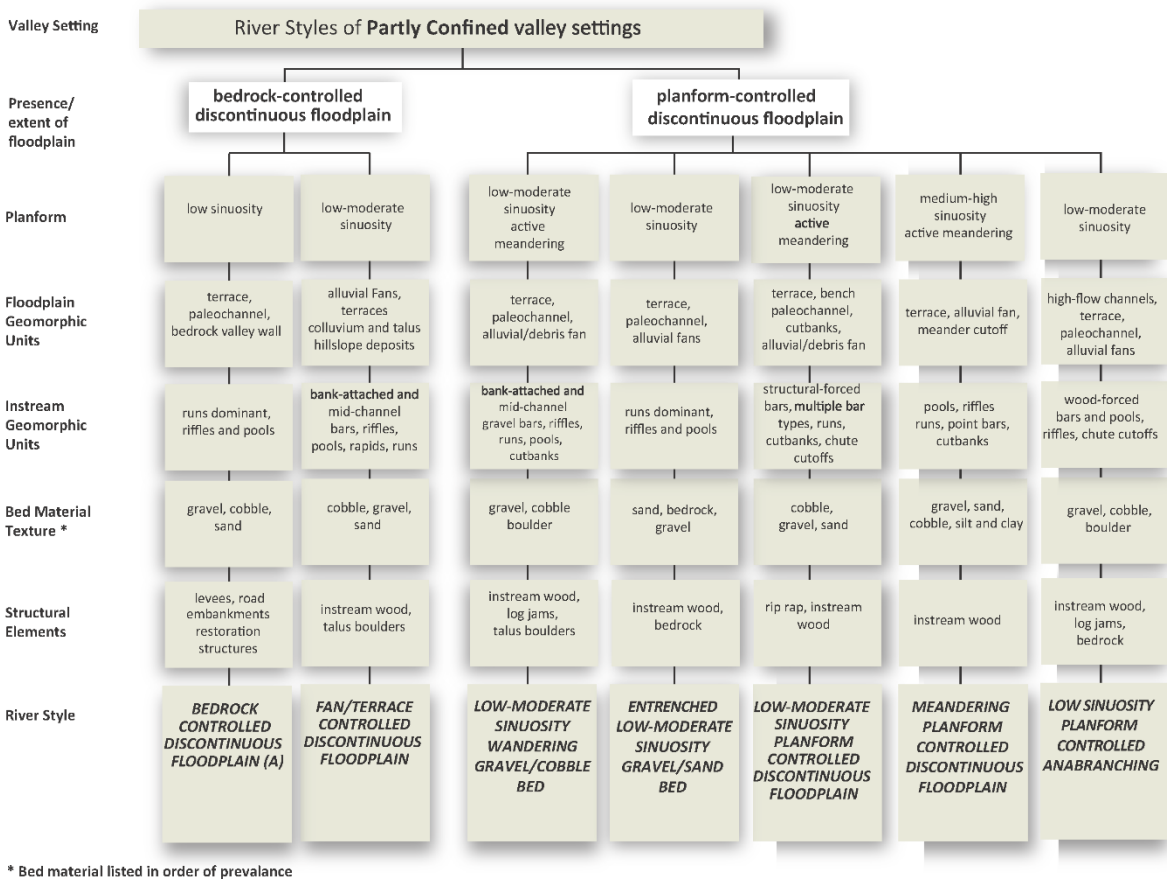 Valley Setting
River Styles of Partly Confined valley settings
Presence/
extent of
floodplain
bedrock-controlled
discontinuous floodplain
planform-controlled
discontinuous floodplain
Planform
low sinuosity
low-moderate
sinuosity
low-moderate
sinuosity
active
meandering
low-moderate
sinuosity
low-moderate
sinuosity
active
meandering
medium-high
sinuosity
active meandering
low-moderate
sinuosity
Floodplain
Geomorphic
Units
terrace,
paleochannel,
bedrock valley wall
alluvial Fans,
terraces
colluvium and talus
hillslope deposits
terrace,
paleochannel,
alluvial/debris fan
terrace,
paleochannel,
alluvial fans
terrace, bench
paleochannel,
cutbanks,
alluvial/debris fan
terrace, alluvial fan,
meander cutoff
high-flow channels,
terrace,
paleochannel,
alluvial fans
Instream
Geomorphic
Units
runs dominant,
riffles and pools
bank-attached and
mid-channel
bars, riffles,
pools, rapids, runs
bank-attached and
mid-channel
gravel bars, riffles,
runs, pools,
cutbanks
runs dominant,
riffles and pools
structural-forced
bars, multiple bar
types, runs,
cutbanks, chute
cutoffs
pools, riffles
runs, point bars,
cutbanks
wood-forced
bars and pools,
riffles, chute cutoffs
Bed Material
Texture *
gravel, cobble,
sand
cobble, gravel,
sand
gravel, cobble
boulder
sand, bedrock,
gravel
cobble,
gravel, sand
gravel, sand,
cobble, silt and clay
gravel, cobble,
boulder
Structural
Elements
levees, road
embankments
restoration
structures
instream wood,
talus boulders
instream wood,
log jams,
talus boulders
instream wood,
bedrock
rip rap, instream
wood
instream wood
instream wood,
log jams,
bedrock
River Style
BEDROCK
CONTROLLED
DISCONTINUOUS
FLOODPLAIN (A)
FAN/TERRACE
CONTROLLED
DISCONTINUOUS
FLOODPLAIN
LOW-MODERATE
SINUOSITY
WANDERING
GRAVEL/COBBLE
BED
ENTRENCHED
LOW-MODERATE
SINUOSITY
GRAVEL/SAND
BED
LOW-MODERATE
SINUOSITY
PLANFORM
CONTROLLED
DISCONTINUOUS
FLOODPLAIN
MEANDERING
PLANFORM
CONTROLLED
DISCONTINUOUS
FLOODPLAIN
LOW SINUOSITY
PLANFORM
CONTROLLED
ANABRANCHING
* Bed material listed in order of prevalance